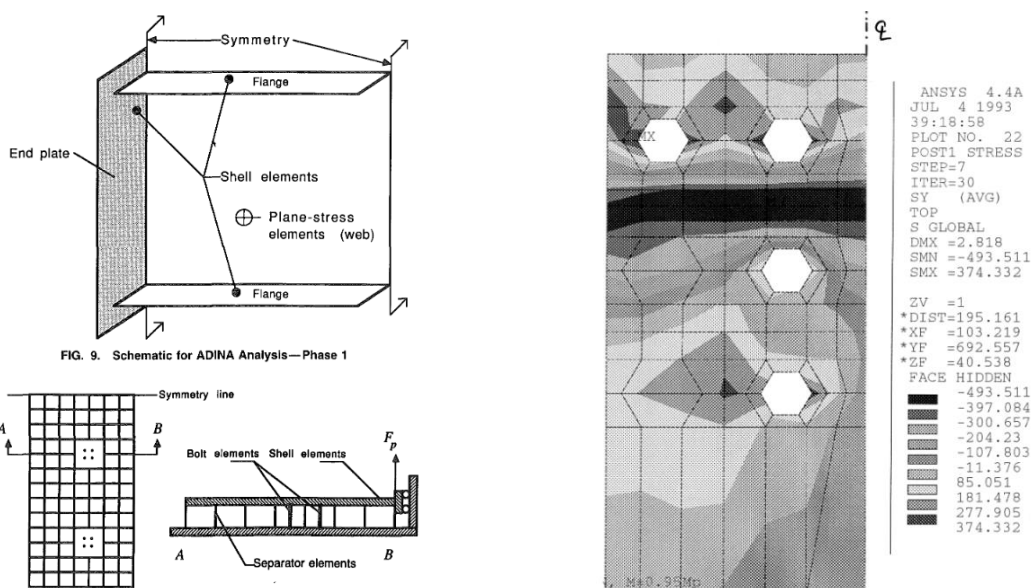 Symmetry
Flange
End plate
Shell elements
Plane-stress
elements (web)
Flange
FIG. 9. Schematic for ADINA Analysis—Phase 1
Symmetry line
A
B
Fp
Bolt elements Shell elements
A
B
Separator elements
℄
MX
ANSYS 4.4A
JUL 4 1993
39:18:58
PLOT NO. 22
POST1 STRESS
STEP=7
ITER=30
SY (AVG)
TOP
S GLOBAL
DMX =2.818
SMN =-493.511
SMX =374.332
ZV =1
*DIST=195.161
*XF =103.219
*YF =692.557
*ZF =40.538
FACE HIDDEN
-493.511
-397.084
-300.657
-204.23
-107.803
-11.376
85.051
181.478
277.905
374.332
M=0.95Mp